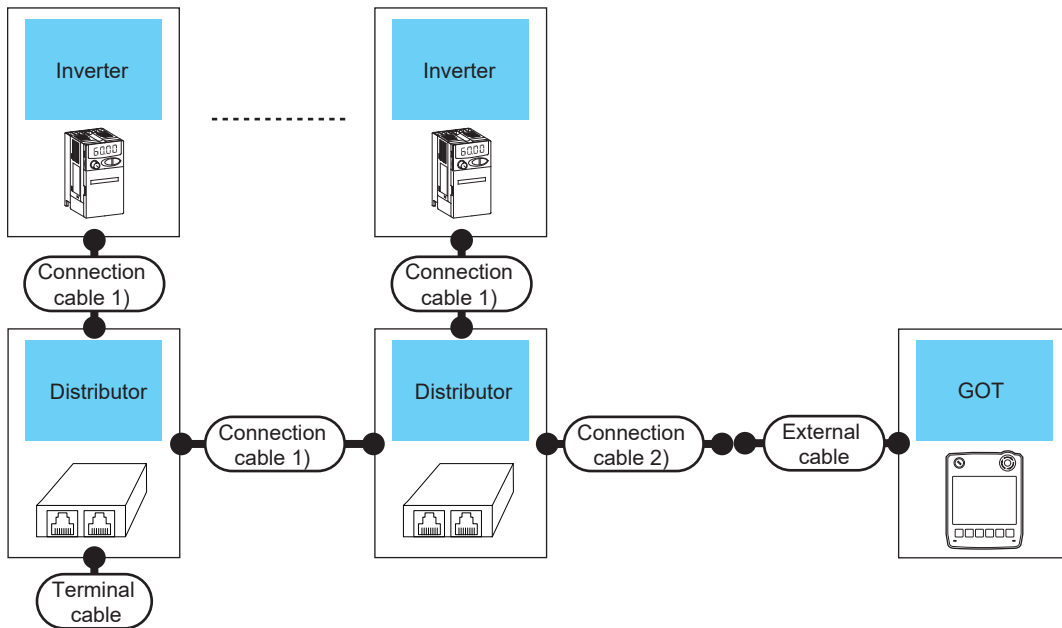 Inverter
Inverter
60.00
60.00
Connection
cable 1)
Connection
cable 1)
Distributor
Distributor
GOT
Connection
cable 1)
Connection
cable 2)
External
cable
Terminal
cable